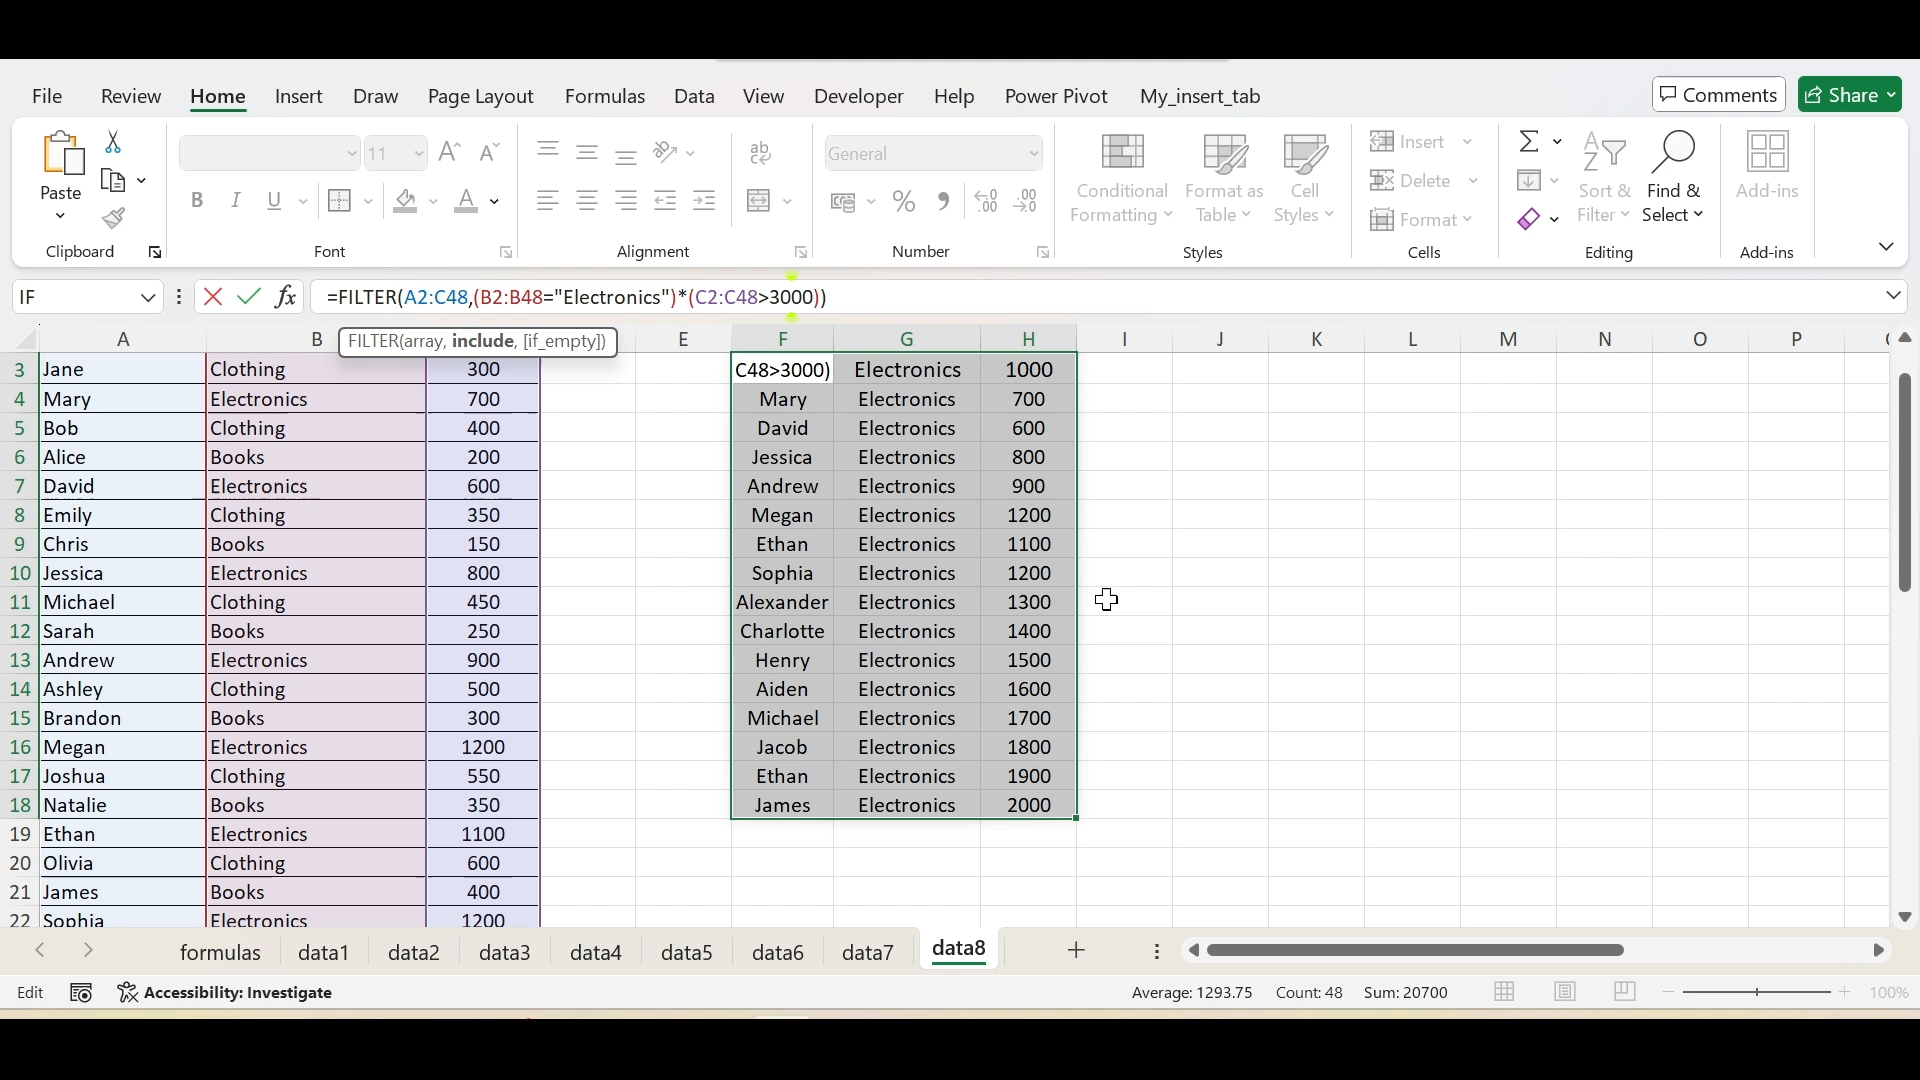 File Review Home Insert Draw Page Layout Formulas Data View Developer Help Power Pivot My_insert_tab Comments Share
Paste
11
General
B I U
A
ab
%
Conditional Formatting
Format as Table
Cell Styles
Insert
Delete
Format
Sort & Filter
Find & Select
Add-ins
Clipboard Font Alignment Number Styles Cells Editing Add-ins
IF fx =FILTER(A2:C48,(B2:B48="Electronics")*(C2:C48>3000))
FILTER(array, include, [if_empty])
A B E F G H I J K L M N O P
3 Jane Clothing 300 C48>3000) Electronics 1000
4 Mary Electronics 700 Mary Electronics 700
5 Bob Clothing 400 David Electronics 600
6 Alice Books 200 Jessica Electronics 800
7 David Electronics 600 Andrew Electronics 900
8 Emily Clothing 350 Megan Electronics 1200
9 Chris Books 150 Ethan Electronics 1100
10 Jessica Electronics 800 Sophia Electronics 1200
11 Michael Clothing 450 Alexander Electronics 1300
12 Sarah Books 250 Charlotte Electronics 1400
13 Andrew Electronics 900 Henry Electronics 1500
14 Ashley Clothing 500 Aiden Electronics 1600
15 Brandon Books 300 Michael Electronics 1700
16 Megan Electronics 1200 Jacob Electronics 1800
17 Joshua Clothing 550 Ethan Electronics 1900
18 Natalie Books 350 James Electronics 2000
19 Ethan Electronics 1100
20 Olivia Clothing 600
21 James Books 400
22 Sophia Electronics 1200
formulas data1 data2 data3 data4 data5 data6 data7 data8
Edit Accessibility: Investigate Average: 1293.75 Count: 48 Sum: 20700 100%